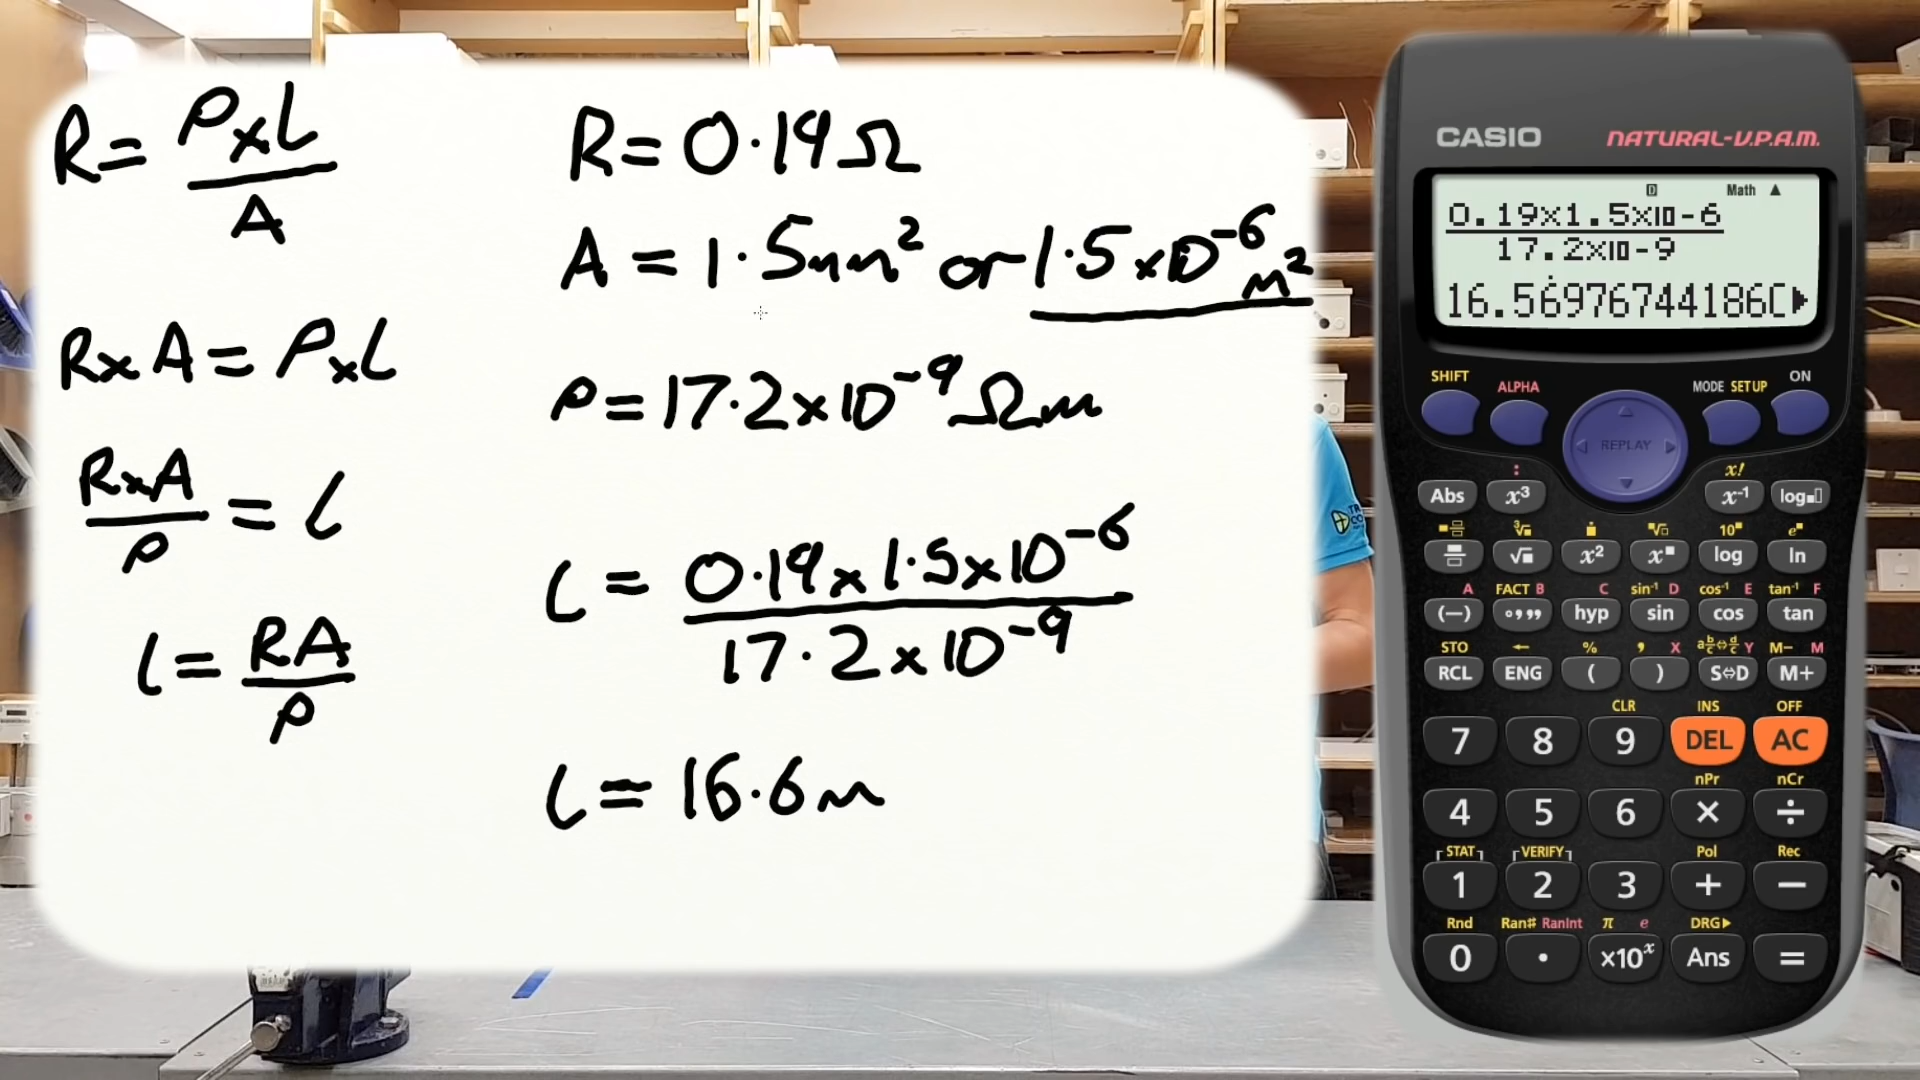 R = ρ×l / A
R×A = ρ×l
R×A / ρ = l
l = RA / ρ
R = 0.19 Ω
A = 1.5mm² or 1.5×10⁻⁶ m²
ρ = 17.2×10⁻⁹ Ωm
l = 0.19 × 1.5×10⁻⁶ / 17.2×10⁻⁹
l = 16.6m
CASIO NATURAL-V.P.A.M.
D Math ▲
0.19×1.5×10-6
17.2×10-9
16.569767441860▶
SHIFT ALPHA MODE SETUP ON
REPLAY
: x!
Abs x³ x⁻¹ log
³√ 10 e
√ x² x log ln
A FACT B C sin⁻¹ D cos⁻¹ E tan⁻¹ F
(−) °,,, hyp sin cos tan
STO ← % , X a b/c⇔d/c Y M− M
RCL ENG ( ) S⇔D M+
CLR INS OFF
7 8 9 DEL AC
nPr nCr
4 5 6 × ÷
STAT VERIFY Pol Rec
1 2 3 + −
Rnd Ran# RanInt π e DRG▶
0 . ×10ˣ Ans =